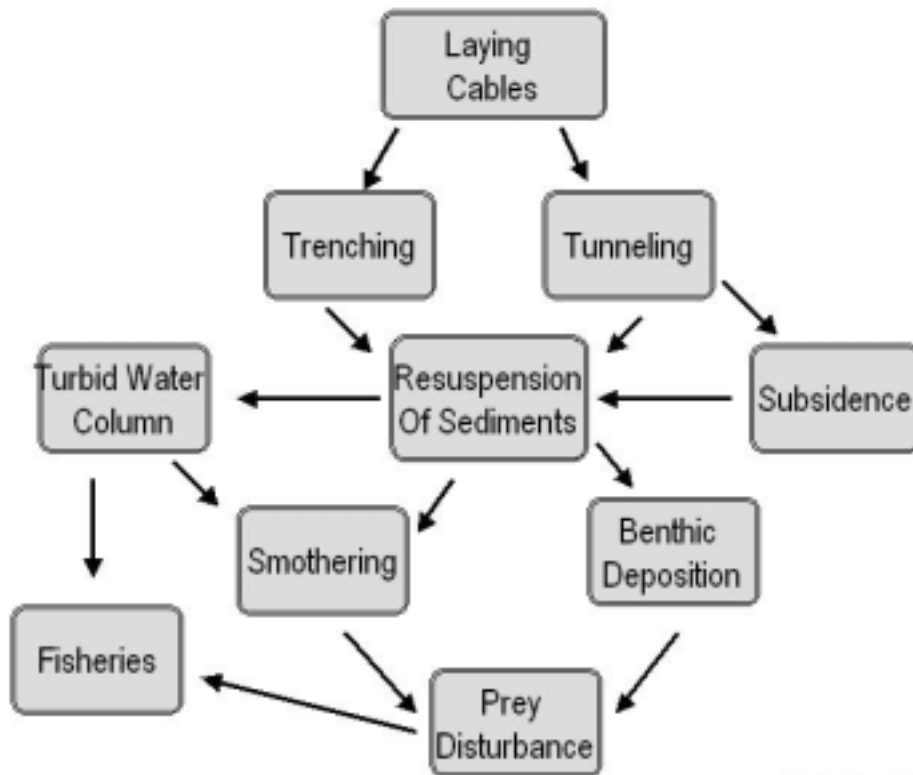 Laying
Cables
Trenching
Tunneling
Turbid Water
Column
Resuspension
Of Sediments
Subsidence
Smothering
Benthic
Deposition
Fisheries
Prey
Disturbance